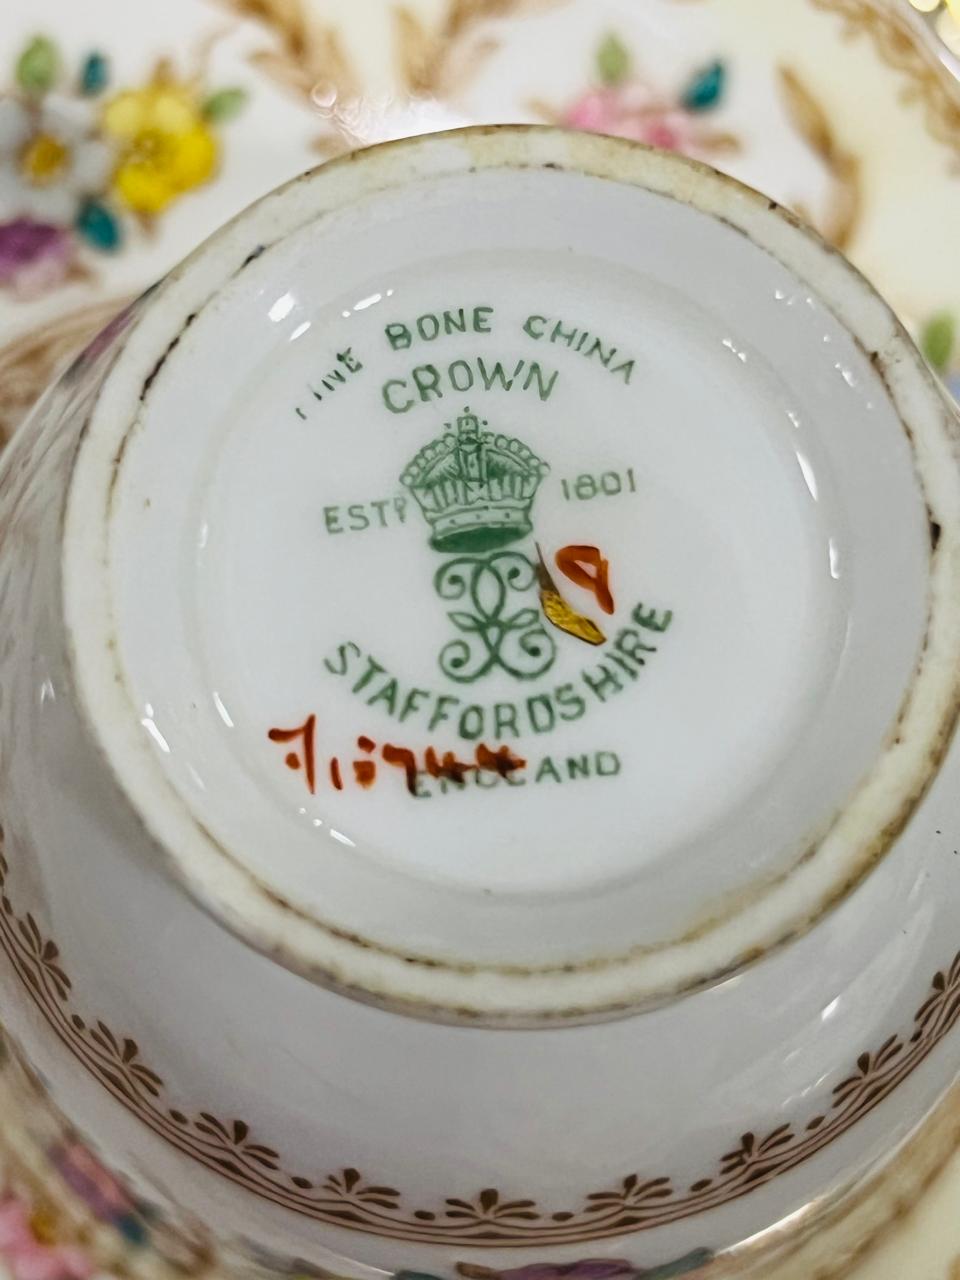 FINE BONE CHINA
CROWN
ESTD 1801
STAFFORDSHIRE
ENGLAND